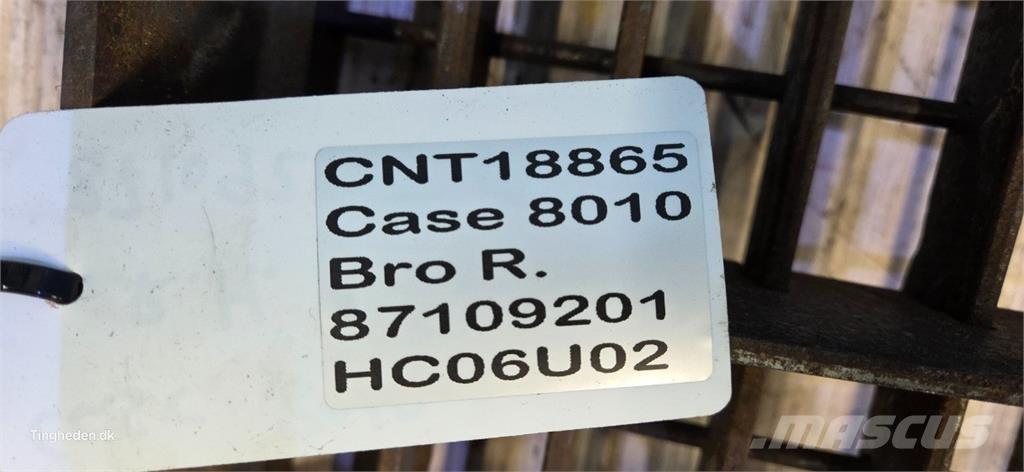 CNT18865
Case 8010
Bro R.
87109201
HC06U02
Tingheden.dk
MASCUS